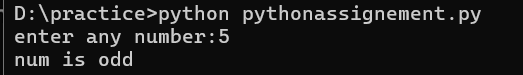 D:\practice>python pythonassignement.py
enter any number:5
num is odd